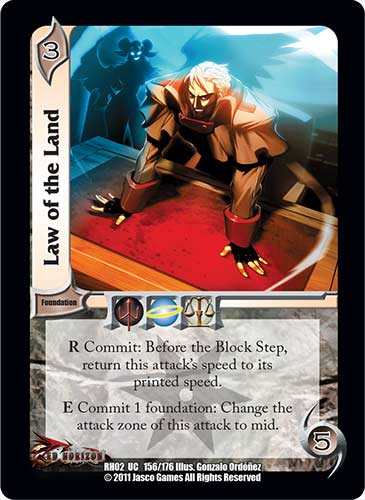 3
Law of the Land
Foundation
R Commit: Before the Block Step,
return this attack's speed to its
printed speed.
E Commit 1 foundation: Change the
attack zone of this attack to mid.
RED HORIZON
5
RH02 UC 156/176 Illus. Gonzalo Ordóñez
© 2011 Jasco Games All Rights Reserved